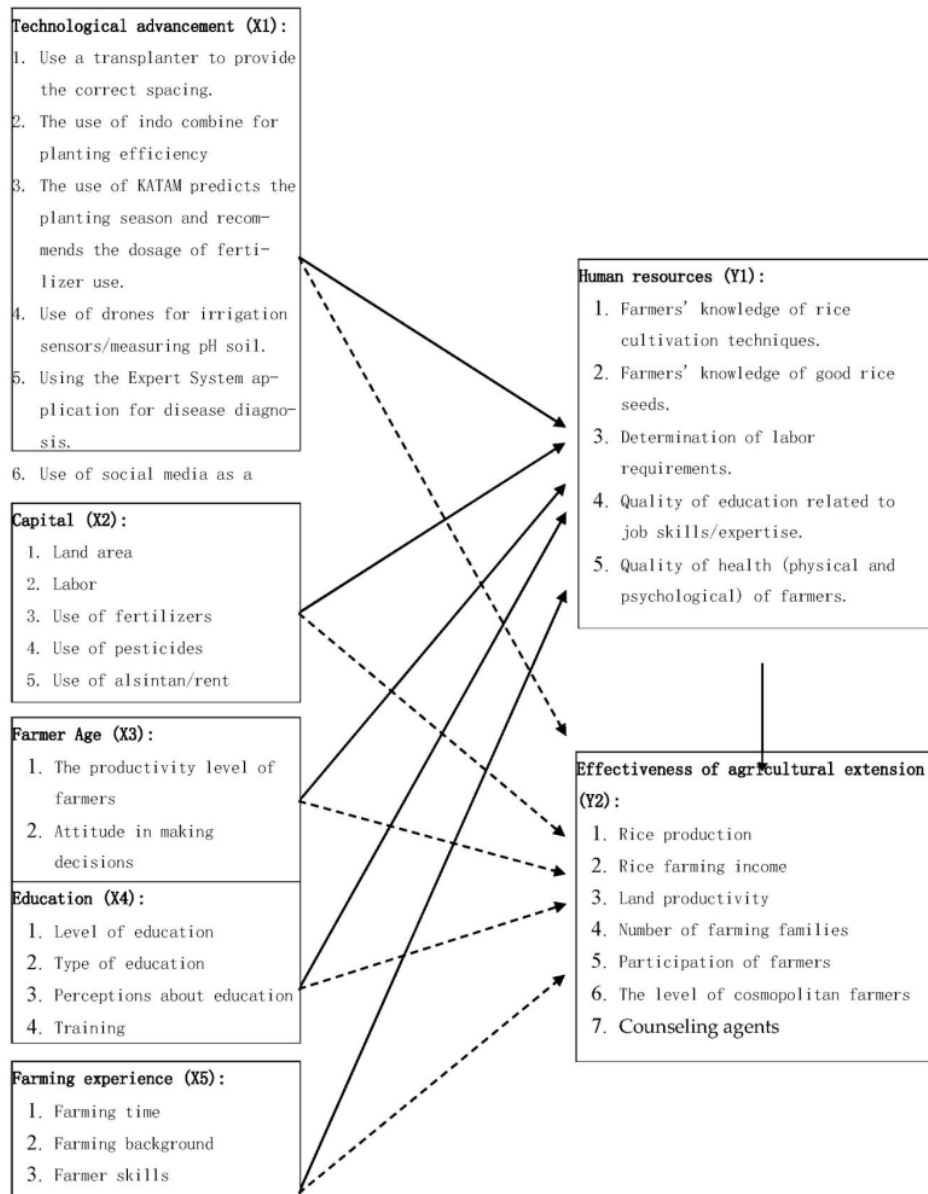 Technological advancement (X1):
1. Use a transplanter to provide
the correct spacing.
2. The use of indo combine for
planting efficiency
3. The use of KATAM predicts the
planting season and recom-
mends the dosage of ferti-
lizer use.
4. Use of drones for irrigation
sensors/measuring pH soil.
5. Using the Expert System ap-
plication for disease diagno-
sis.
6. Use of social media as a
Capital (X2):
1. Land area
2. Labor
3. Use of fertilizers
4. Use of pesticides
5. Use of alsintan/rent
Farmer Age (X3):
1. The productivity level of
farmers
2. Attitude in making
decisions
Education (X4):
1. Level of education
2. Type of education
3. Perceptions about education
4. Training
Farming experience (X5):
1. Farming time
2. Farming background
3. Farmer skills
Human resources (Y1):
1. Farmers' knowledge of rice
cultivation techniques.
2. Farmers' knowledge of good rice
seeds.
3. Determination of labor
requirements.
4. Quality of education related to
job skills/expertise.
5. Quality of health (physical and
psychological) of farmers.
Effectiveness of agricultural extension
(Y2):
1. Rice production
2. Rice farming income
3. Land productivity
4. Number of farming families
5. Participation of farmers
6. The level of cosmopolitan farmers
7. Counseling agents